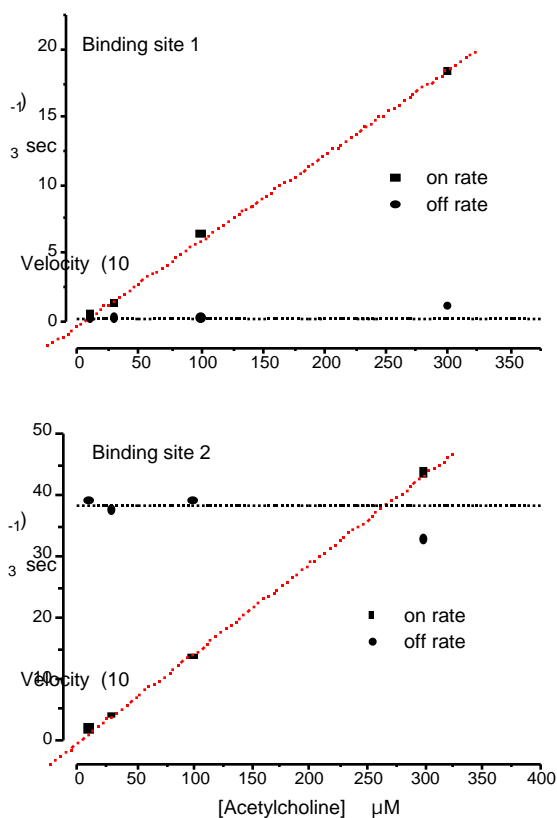 Binding site 1
20
15
-1)
3 sec
10
on rate
off rate
5
Velocity (10
0
0 50 100 150 200 250 300 350
50
Binding site 2
40
-1)
3 sec
30
20
on rate
off rate
10
Velocity (10
0
0 50 100 150 200 250 300 350 400
[Acetylcholine] µM